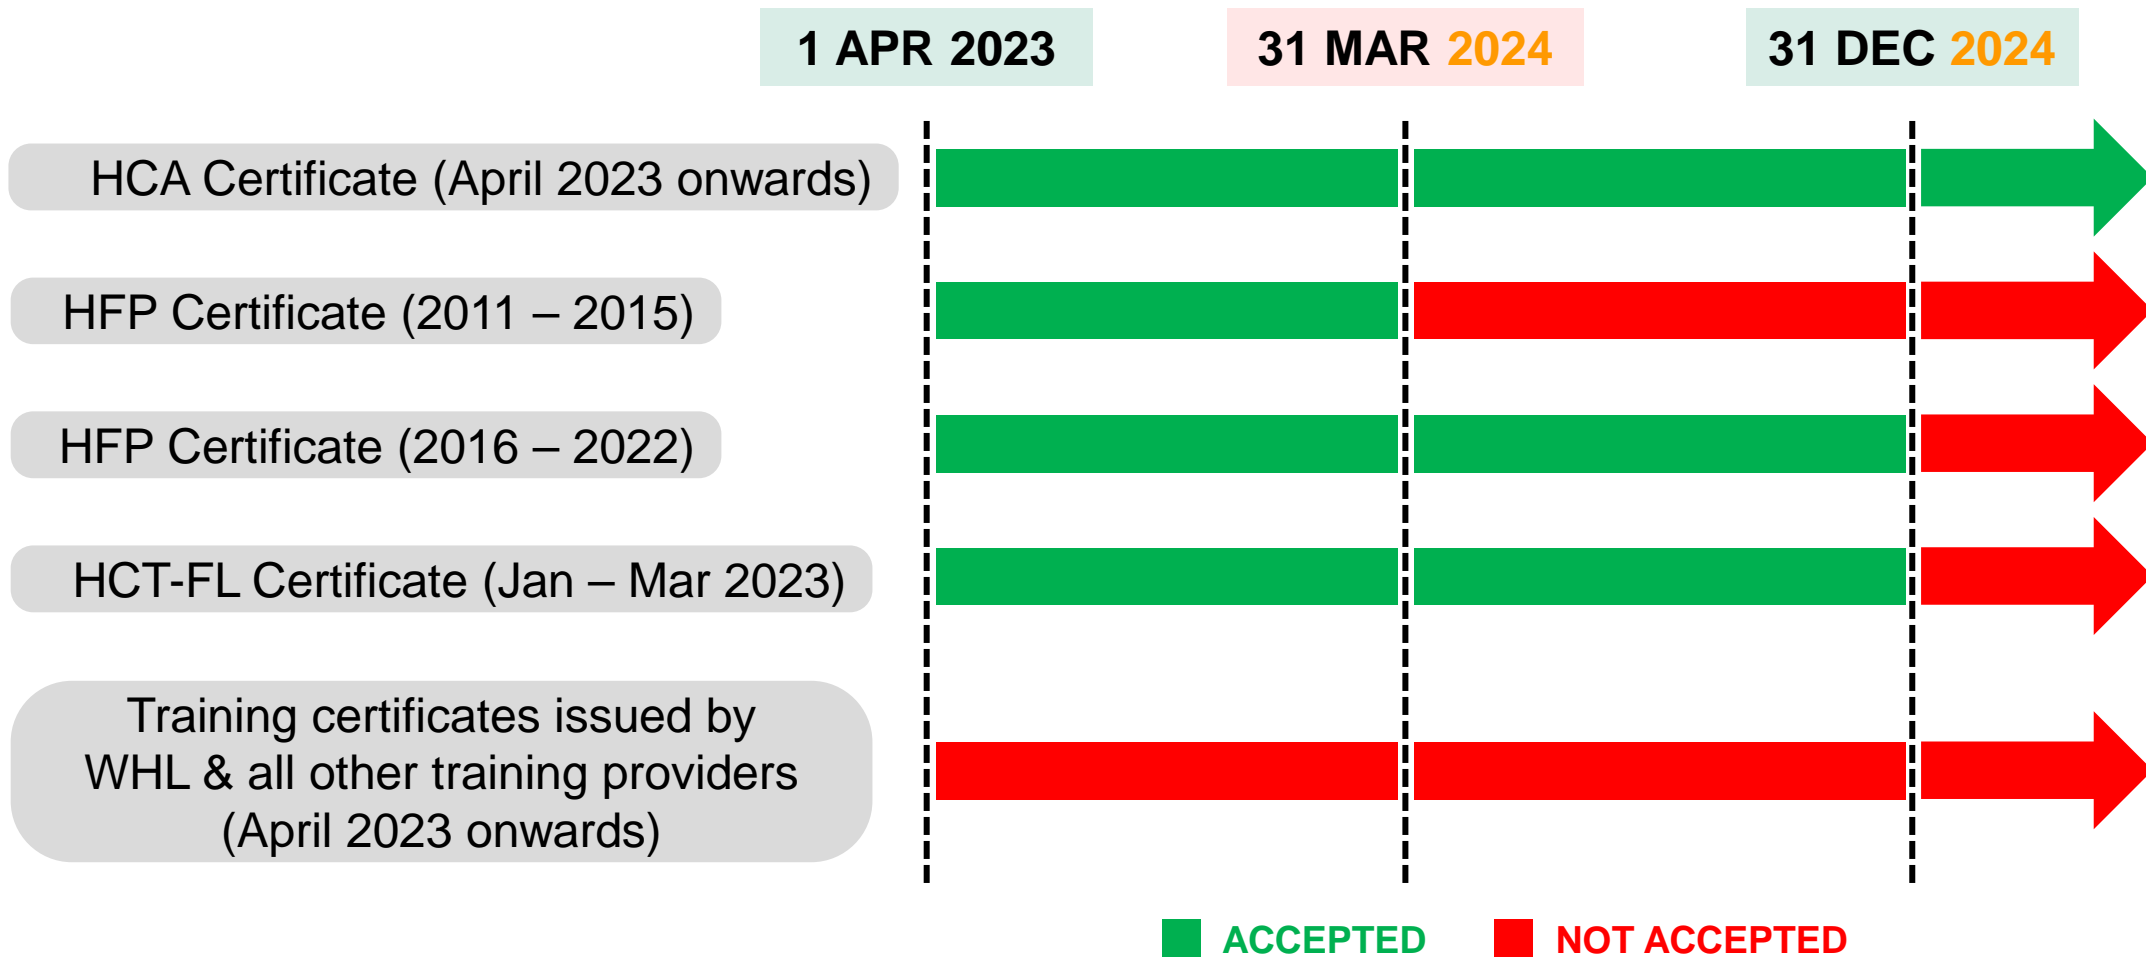 1 APR 2023
31 MAR 2024
31 DEC 2024
HCA Certificate (April 2023 onwards)
HFP Certificate (2011 – 2015)
HFP Certificate (2016 – 2022)
HCT-FL Certificate (Jan – Mar 2023)
Training certificates issued by
WHL & all other training providers
(April 2023 onwards)
ACCEPTED
NOT ACCEPTED